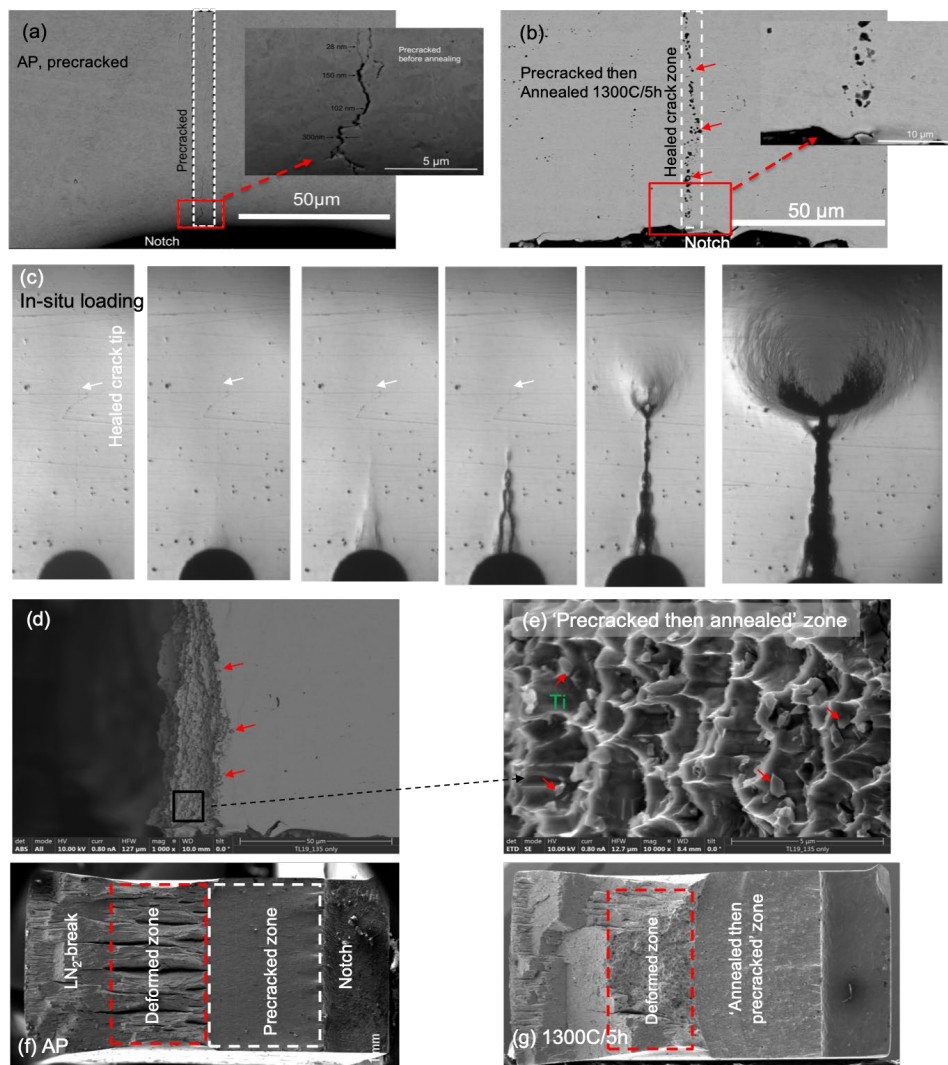 (a)
AP, precracked
Precracked
28 nm
150 nm
102 nm
300nm
Precracked
before annealing
5 µm
50µm
Notch
(b)
Precracked then
Annealed 1300C/5h
Healed crack zone
10 µm
50 µm
Notch
(c)
In-situ loading
Healed crack tip
(d)
det mode HV curr HFW mag WD tilt
ABS All 10.00 kV 0.80 nA 127 µm 1 000 x 10.0 mm 0.0 °
50 µm
TL19_135 only
(e) 'Precracked then annealed' zone
Ti
det mode HV curr HFW mag WD tilt
ETD SE 10.00 kV 0.80 nA 12.7 µm 10 000 x 8.4 mm 0.0 °
5 µm
TL19_135 only
LN2-break
Deformed zone
Precracked zone
Notch
(f) AP
Deformed zone
'Annealed then
precracked' zone
(g) 1300C/5h